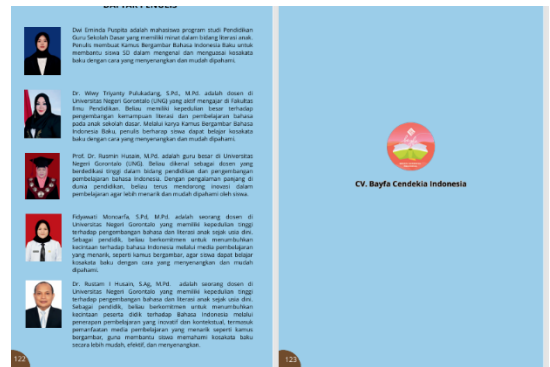 DAFTAR PENULIS
Dwi Eminda Puspita adalah mahasiswa program studi Pendidikan
Guru Sekolah Dasar yang memiliki minat dalam bidang literasi anak.
Penulis membuat Kamus Bergambar Bahasa Indonesia Baku untuk
membantu siswa SD dalam mengenal dan menguasai kosakata
baku dengan cara yang menyenangkan dan mudah dipahami.
Dr. Wiwy Triyanty Pulukadang, S.Pd., M.Pd. adalah dosen di
Universitas Negeri Gorontalo (UNG) yang aktif mengajar di Fakultas
Ilmu Pendidikan. Beliau memiliki kepedulian besar terhadap
pengembangan kemampuan literasi dan pembelajaran bahasa
pada anak sekolah dasar. Melalui karya Kamus Bergambar Bahasa
Indonesia Baku, penulis berharap siswa dapat belajar kosakata
baku dengan cara yang menyenangkan dan mudah dipahami.
Prof. Dr. Rusmin Husain, M.Pd. adalah guru besar di Universitas
Negeri Gorontalo (UNG). Beliau dikenal sebagai dosen yang
berdedikasi tinggi dalam bidang pendidikan dan pengembangan
pembelajaran bahasa Indonesia. Dengan pengalaman panjang di
dunia pendidikan, beliau terus mendorong inovasi dalam
pembelajaran agar lebih menarik dan mudah dipahami oleh siswa.
Fidyawati Monoarfa, S.Pd, M.Pd. adalah seorang dosen di
Universitas Negeri Gorontalo yang memiliki kepedulian tinggi
terhadap pengembangan bahasa dan literasi anak sejak usia dini.
Sebagai pendidik, beliau berkomitmen untuk menumbuhkan
kecintaan terhadap bahasa Indonesia melalui media pembelajaran
yang menarik, seperti kamus bergambar, agar siswa dapat belajar
kosakata baku dengan cara yang menyenangkan dan mudah
dipahami.
Dr. Rustam I Husain, S.Ag, M.Pd. adalah seorang dosen di
Universitas Negeri Gorontalo yang memiliki kepedulian tinggi
terhadap pengembangan bahasa dan literasi anak sejak usia dini.
Sebagai pendidik, beliau berkomitmen untuk menumbuhkan
kecintaan peserta didik terhadap Bahasa Indonesia melalui
penerapan pembelajaran yang inovatif dan kontekstual, termasuk
pemanfaatan media pembelajaran yang menarik seperti kamus
bergambar, guna membantu siswa memahami kosakata baku
secara lebih mudah, efektif, dan menyenangkan.
122
bayfa
CV. Bayfa Cendekia Indonesia
123